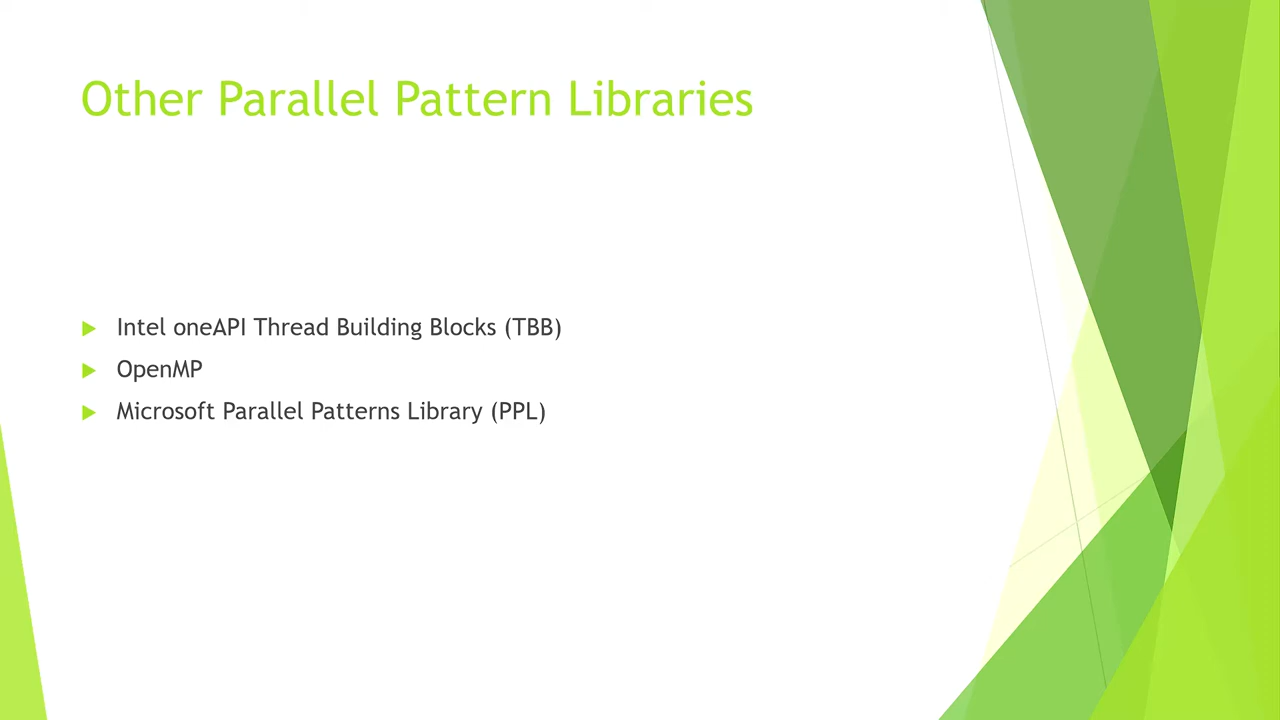 Other Parallel Pattern Libraries
Intel oneAPI Thread Building Blocks (TBB)
OpenMP
Microsoft Parallel Patterns Library (PPL)